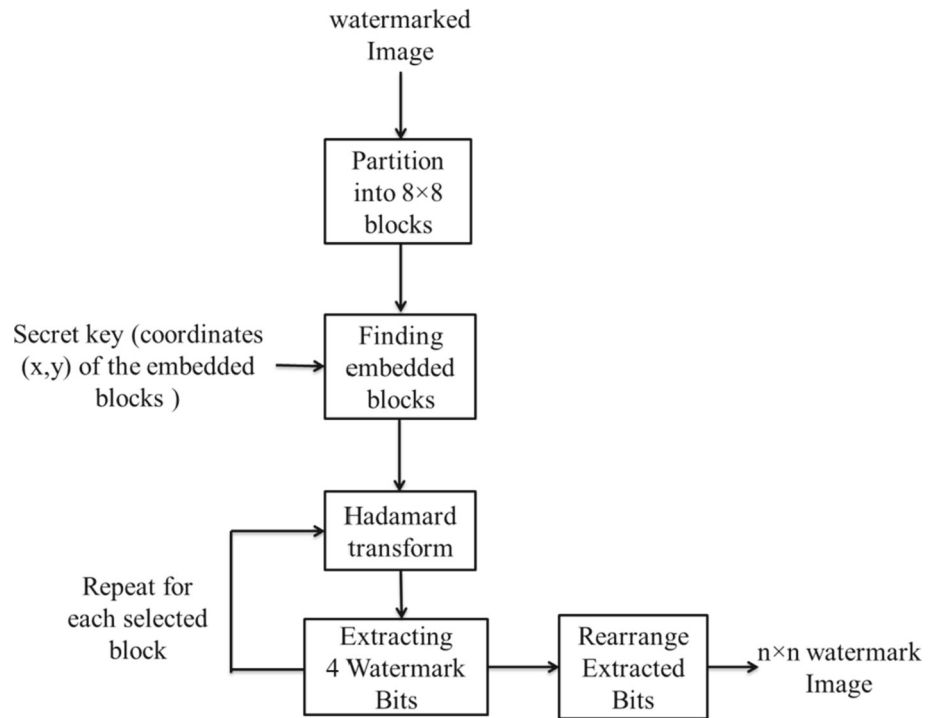 watermarked
Image
Partition
into 8×8
blocks
Secret key (coordinates
(x,y) of the embedded
blocks )
Finding
embedded
blocks
Hadamard
transform
Repeat for
each selected
block
Extracting
4 Watermark
Bits
Rearrange
Extracted
Bits
n×n watermark
Image